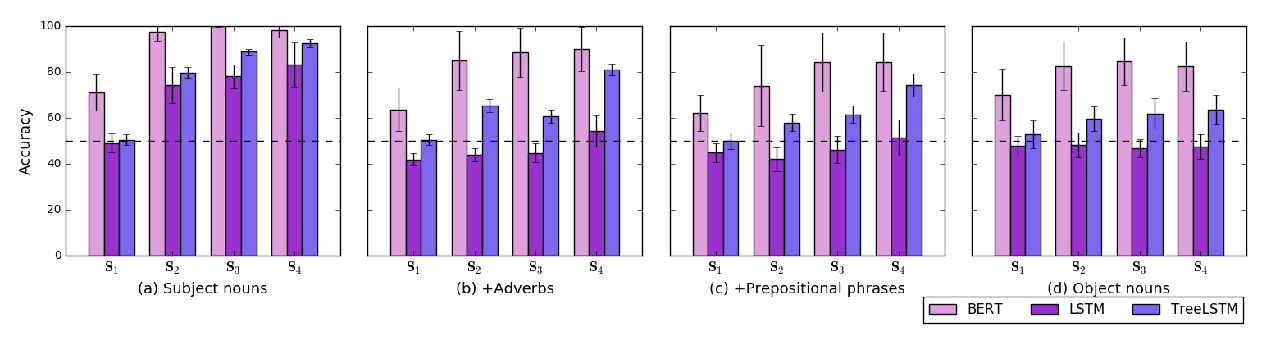 100
80
60
40
20
0
Accuracy
S1 S2 S3 S4
(a) Subject nouns
S1 S2 S3 S4
(b) +Adverbs
S1 S2 S3 S4
(c) +Prepositional phrases
S1 S2 S3 S4
(d) Object nouns
BERT LSTM TreeLSTM